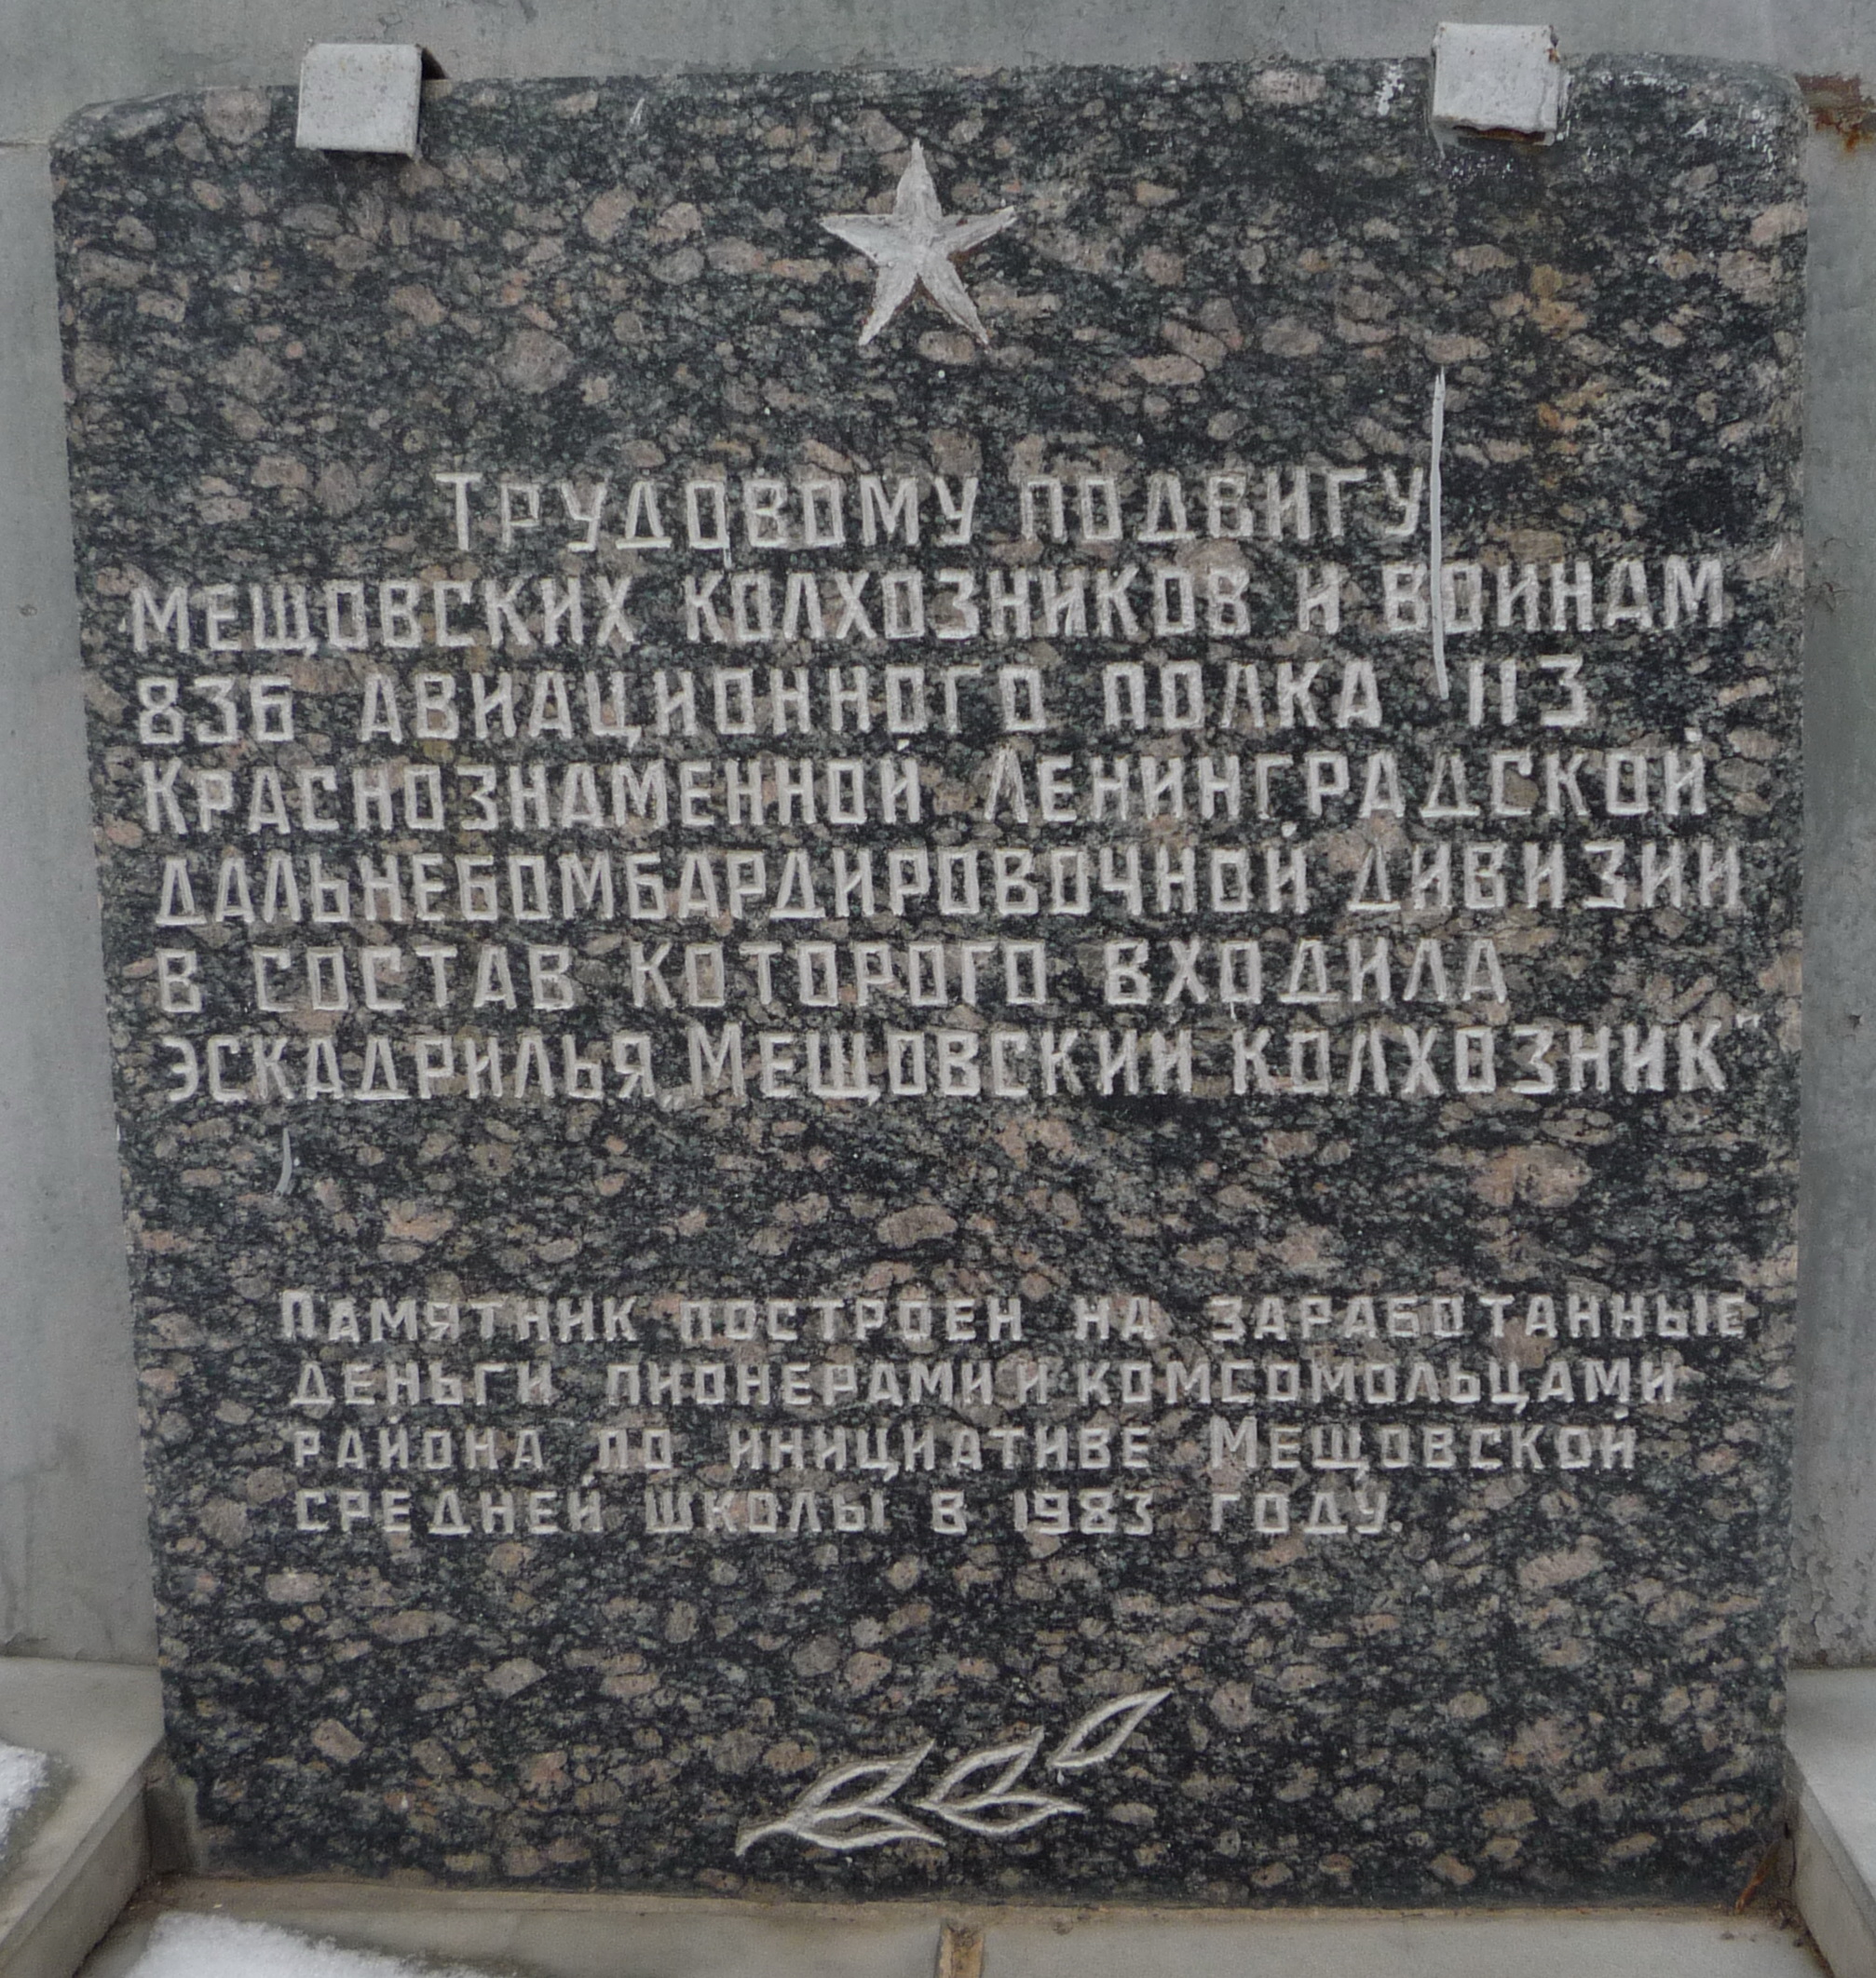 Трудовому подвигу
мещовских колхозников и воинам
836 авиационного полка 113
Краснознаменной Ленинградской
дальнебомбардировочной дивизии
в состав которого входила
эскадрилья „Мещовский колхозник"
Памятник построен на заработанные
деньги пионерами и комсомольцами
района по инициативе Мещовской
средней школы в 1983 году.